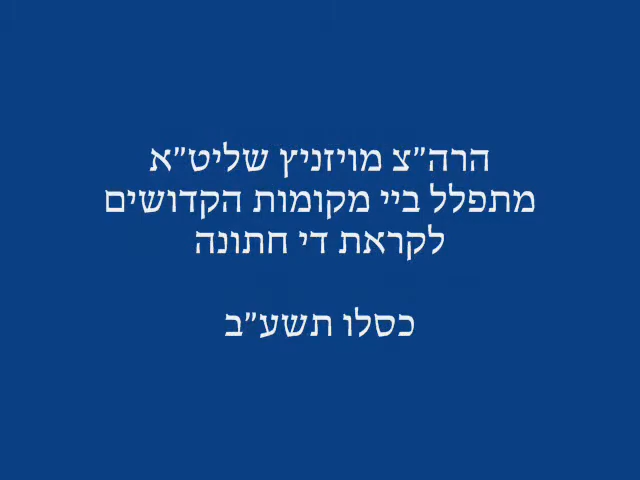 הרה"צ מויזניץ שליט"א
מתפלל ביי מקומות הקדושים
לקראת די חתונה
כסלו תשע"ב